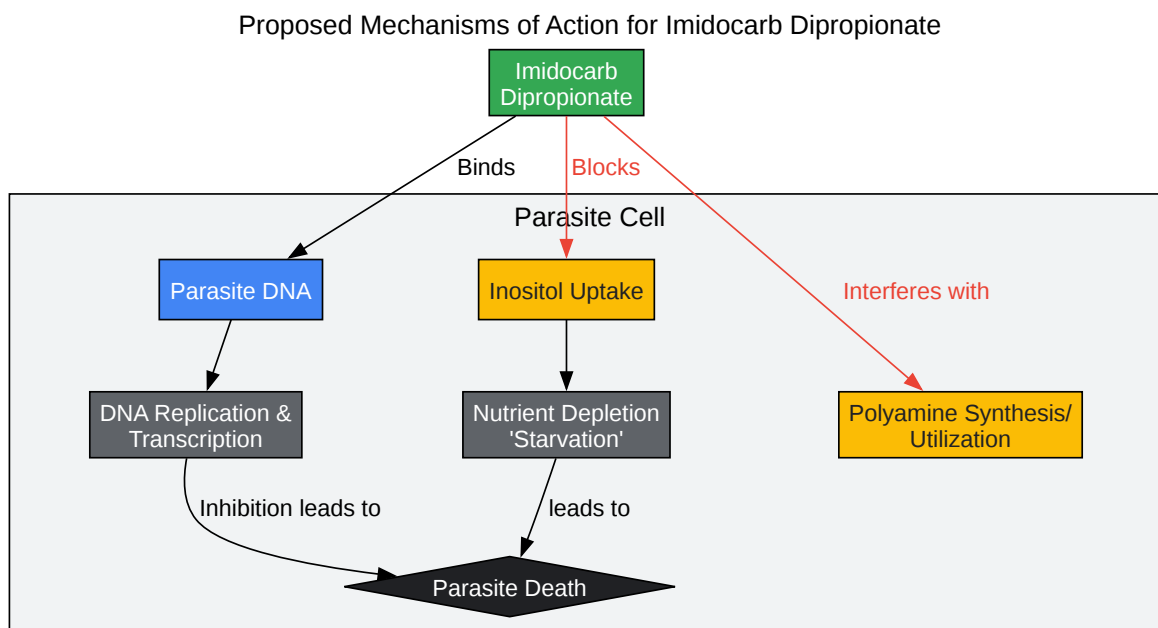 Proposed Mechanisms of Action for Imidocarb Dipropionate
Imidocarb
Dipropionate
Binds
Blocks
Parasite Cell
Parasite DNA
Inositol Uptake
Interferes with
DNA Replication &
Transcription
Nutrient Depletion
'Starvation'
Polyamine Synthesis/
Utilization
Inhibition leads to
leads to
Parasite Death